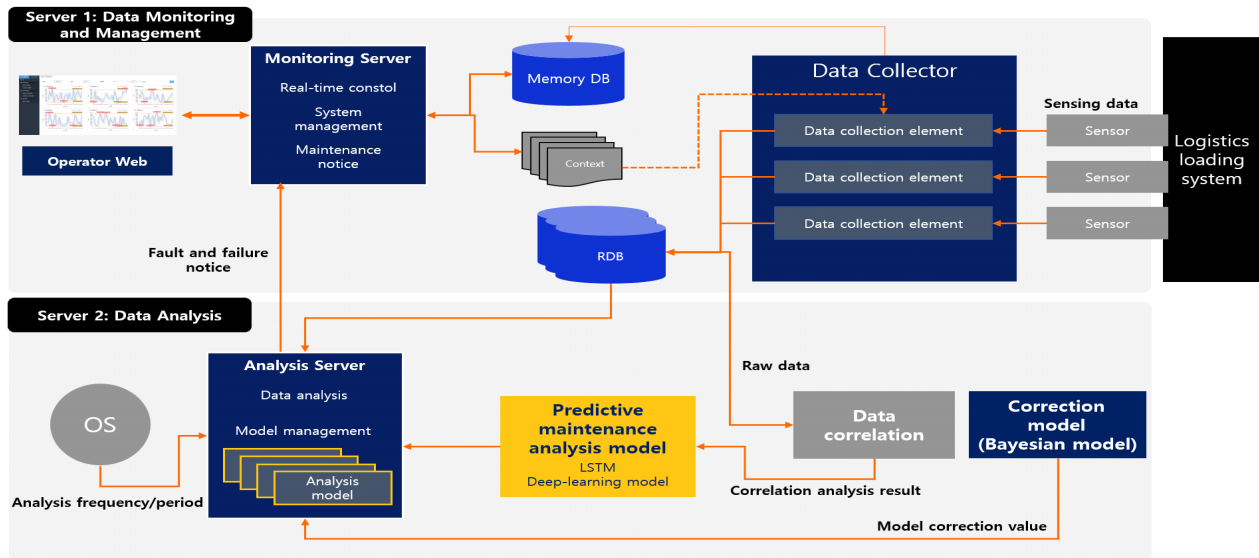 Server 1: Data Monitoring
and Management
Monitoring Server
Real-time constol
System
management
Maintenance
notice
Operator Web
Memory DB
Context
RDB
Data Collector
Data collection element
Data collection element
Data collection element
Sensing data
Sensor
Sensor
Sensor
Logistics
loading
system
Fault and failure
notice
Server 2: Data Analysis
OS
Analysis frequency/period
Analysis Server
Data analysis
Model management
Analysis
model
Predictive
maintenance
analysis model
LSTM
Deep-learning model
Raw data
Data
correlation
Correlation analysis result
Correction
model
(Bayesian model)
Model correction value